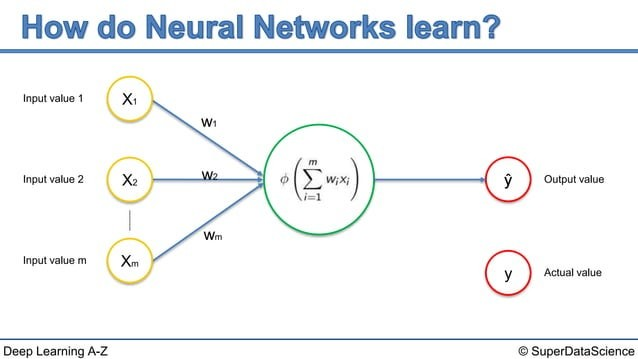 How do Neural Networks learn?
Input value 1 X₁
w₁
Input value 2 X₂ w₂ ϕ(∑ᵢ₌₁ᵐ wᵢxᵢ) ŷ Output value
wₘ
Input value m Xₘ
y Actual value
Deep Learning A-Z © SuperDataScience